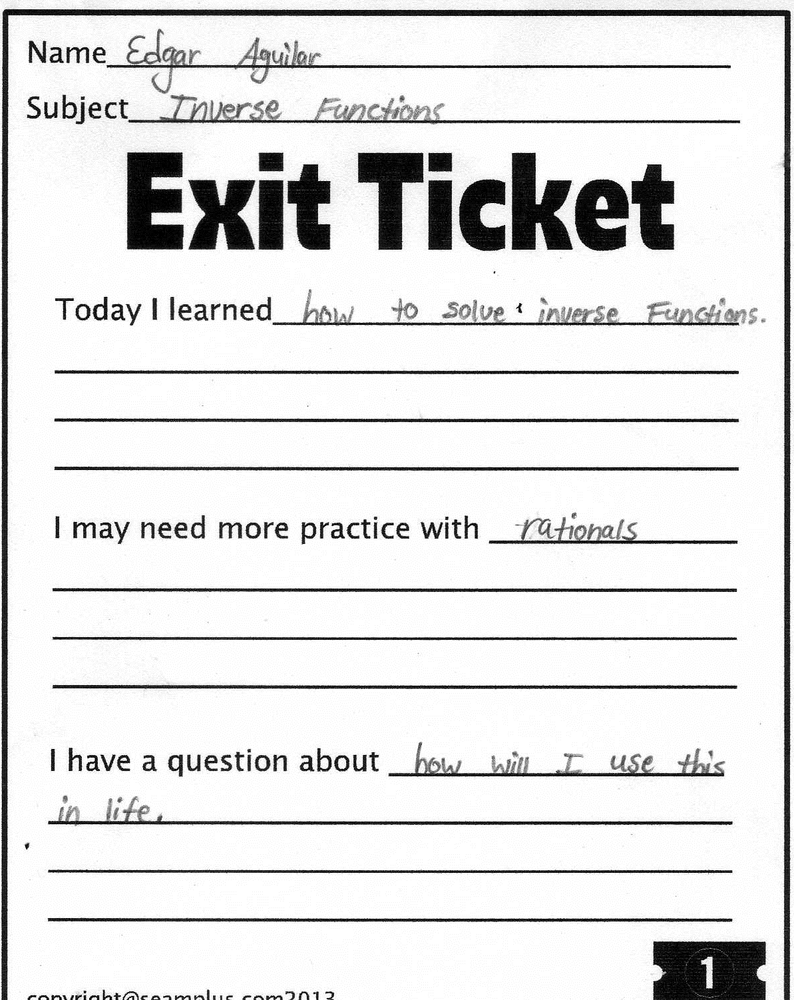 Name Edgar Aguilar
Subject Inverse Functions
Exit Ticket
Today I learned how to solve inverse Functions.
I may need more practice with rationals
I have a question about how will I use this
in life.
1
copyright@seamplus.com2013